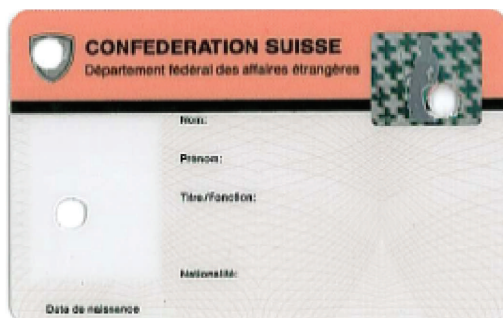 CONFEDERATION SUISSE
Département fédéral des affaires étrangères
Nom:
Prénom:
Titre/Fonction:
Nationalité:
Date de naissance